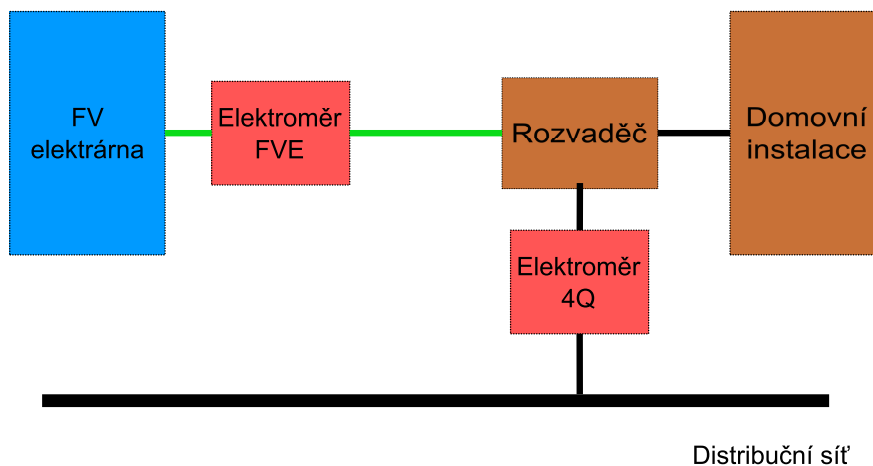 FV
elektrárna
Elektroměr
FVE
Rozvaděč
Domovní
instalace
Elektroměr
4Q
Distribuční síť